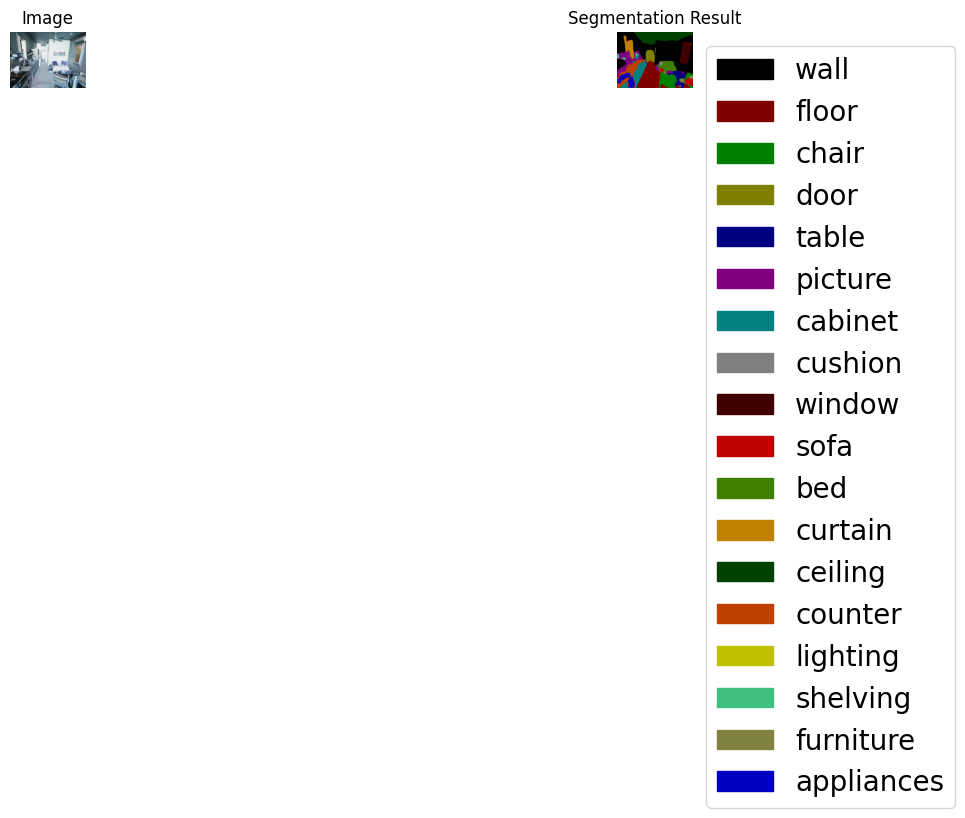 Image
Segmentation Result
wall
floor
chair
door
table
picture
cabinet
cushion
window
sofa
bed
curtain
ceiling
counter
lighting
shelving
furniture
appliances